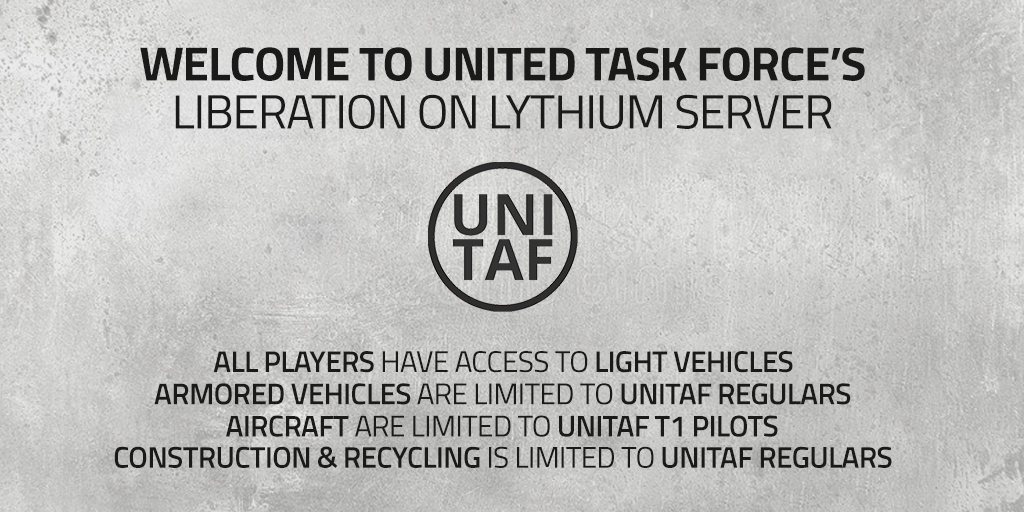 WELCOME TO UNITED TASK FORCE’S
LIBERATION ON LYTHIUM SERVER
UNI
TAF
ALL PLAYERS HAVE ACCESS TO LIGHT VEHICLES
ARMORED VEHICLES ARE LIMITED TO UNITAF REGULARS
AIRCRAFT ARE LIMITED TO UNITAF T1 PILOTS
CONSTRUCTION & RECYCLING IS LIMITED TO UNITAF REGULARS